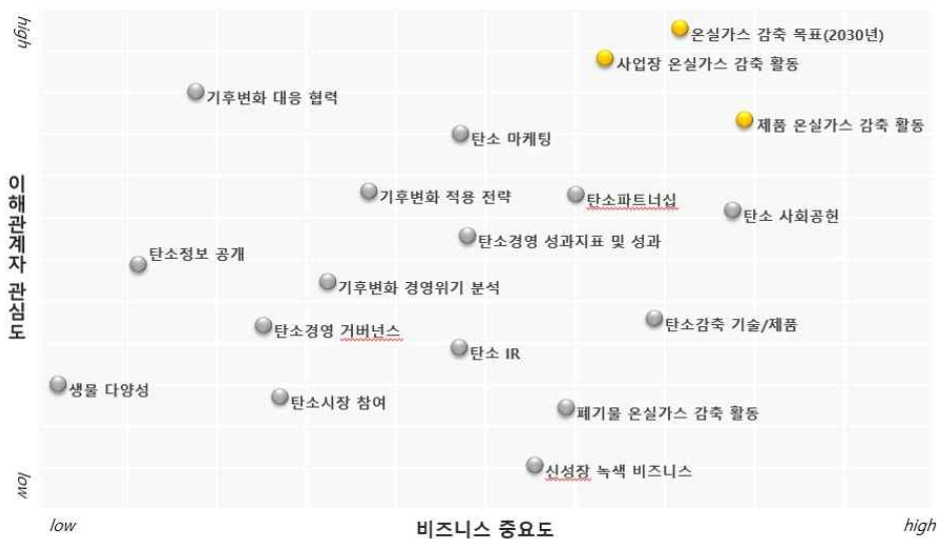 high
온실가스 감축 목표(2030년)
사업장 온실가스 감축 활동
기후변화 대응 협력
제품 온실가스 감축 활동
탄소 마케팅
기후변화 적용 전략
탄소파트너십
탄소 사회공헌
탄소경영 성과지표 및 성과
탄소정보 공개
기후변화 경영위기 분석
이해관계자 관심도
탄소감축 기술/제품
탄소경영 거버넌스
탄소 IR
생물 다양성
탄소시장 참여
폐기물 온실가스 감축 활동
신성장 녹색 비즈니스
low
low
비즈니스 중요도
high